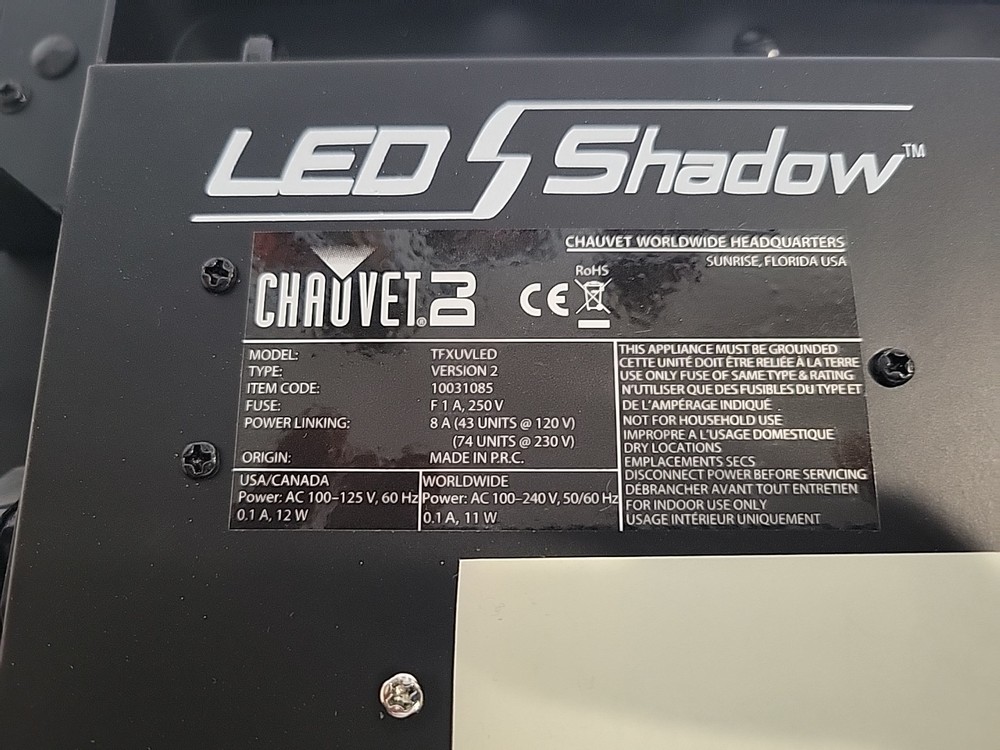 LED Shadow™
CHAUVET WORLDWIDE HEADQUARTERS
SUNRISE, FLORIDA USA
CHAUVET® DJ
CE
RoHS
MODEL: TFXUVLED
TYPE: VERSION 2
ITEM CODE: 10031085
FUSE: F 1 A, 250 V
POWER LINKING: 8 A (43 UNITS @ 120 V)
(74 UNITS @ 230 V)
ORIGIN: MADE IN P.R.C.
USA/CANADA
Power: AC 100–125 V, 60 Hz
0.1 A, 12 W
WORLDWIDE
Power: AC 100–240 V, 50/60 Hz
0.1 A, 11 W
THIS APPLIANCE MUST BE GROUNDED
CETTE UNITÉ DOIT ÊTRE RELIÉE À LA TERRE
USE ONLY FUSE OF SAME TYPE & RATING
N'UTILISER QUE DES FUSIBLES DU TYPE ET
DE L'AMPÉRAGE INDIQUÉ
NOT FOR HOUSEHOLD USE
IMPROPRE A L'USAGE DOMESTIQUE
DRY LOCATIONS
EMPLACEMENTS SECS
DISCONNECT POWER BEFORE SERVICING
DÉBRANCHER AVANT TOUT ENTRETIEN
FOR INDOOR USE ONLY
USAGE INTÉRIEUR UNIQUEMENT